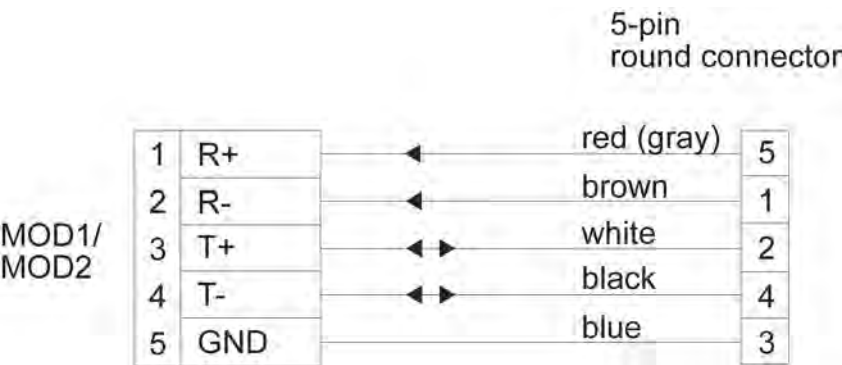 5-pin
round connector
1 R+ red (gray) 5
2 R- brown 1
MOD1/
MOD2
3 T+ white 2
4 T- black 4
5 GND blue 3